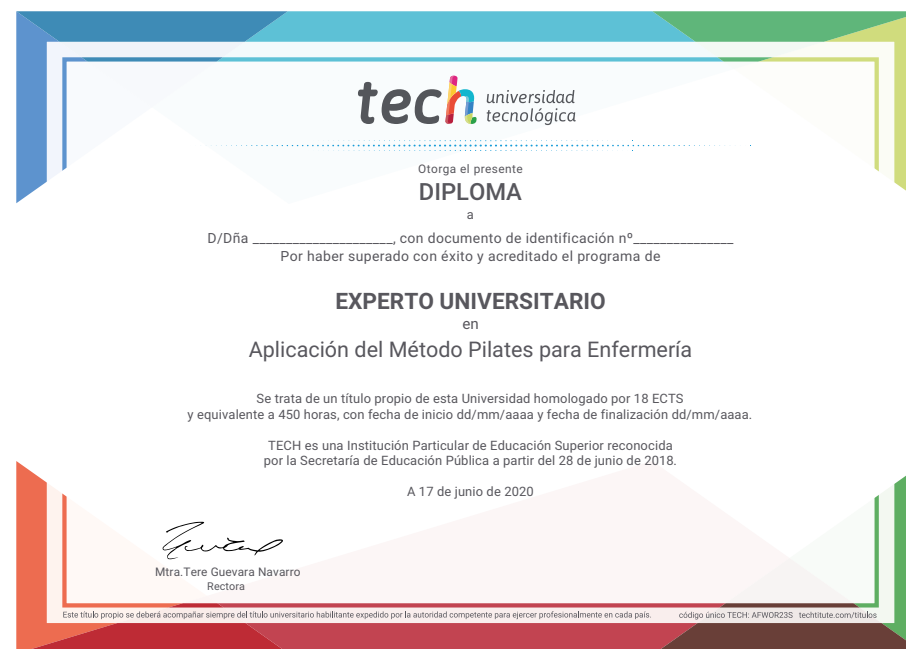 tech universidad
tecnológica
Otorga el presente
DIPLOMA
a
D/Dña _____________________, con documento de identificación nº_______________
Por haber superado con éxito y acreditado el programa de
EXPERTO UNIVERSITARIO
en
Aplicación del Método Pilates para Enfermería
Se trata de un título propio de esta Universidad homologado por 18 ECTS
y equivalente a 450 horas, con fecha de inicio dd/mm/aaaa y fecha de finalización dd/mm/aaaa.
TECH es una Institución Particular de Educación Superior reconocida
por la Secretaría de Educación Pública a partir del 28 de junio de 2018.
A 17 de junio de 2020
Mtra.Tere Guevara Navarro
Rectora
Este título propio se deberá acompañar siempre del título universitario habilitante expedido por la autoridad competente para ejercer profesionalmente en cada país. código único TECH: AFWOR23S techtitute.com/titulos